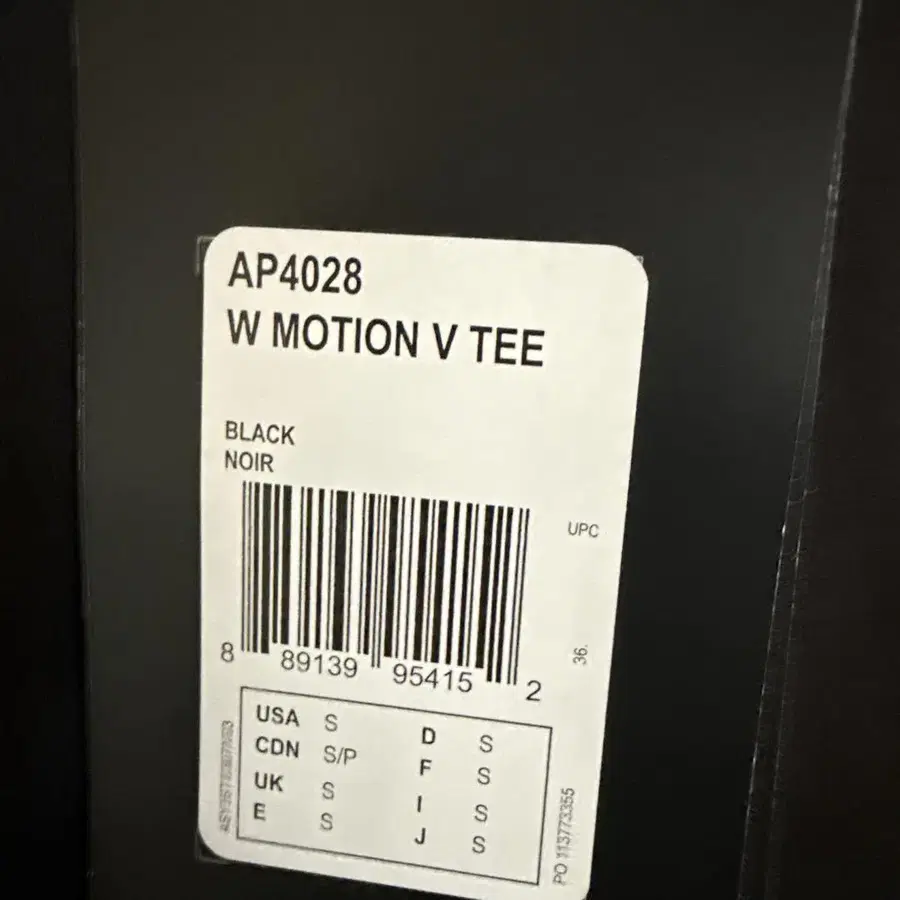 AP4028
W MOTION V TEE
BLACK
NOIR
UPC
36.
8 89139 95415 2
USA S D S
CDN S/P F S
UK S I S
E S J S
PO 113773355